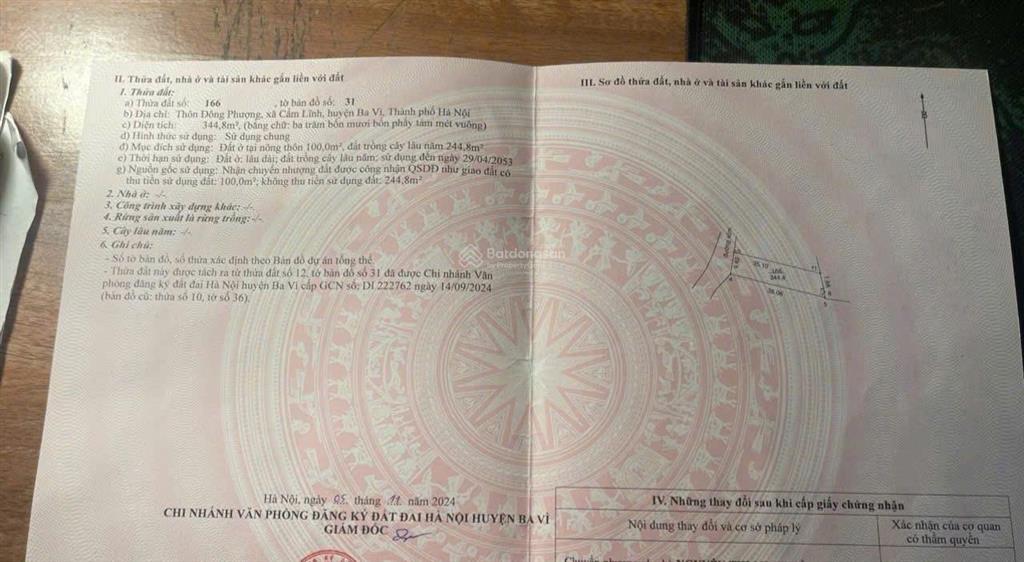 II. Thửa đất, nhà ở và tài sản khác gắn liền với đất
1. Thửa đất:
a) Thửa đất số: 166 , tờ bản đồ số: 31
b) Địa chỉ: Thôn Đông Phượng, xã Cẩm Lĩnh, huyện Ba Vì, Thành phố Hà Nội
c) Diện tích: 344,8m², (bằng chữ: ba trăm bốn mươi bốn phẩy tám mét vuông)
d) Hình thức sử dụng: Sử dụng chung
đ) Mục đích sử dụng: Đất ở tại nông thôn 100,0m², đất trồng cây lâu năm 244,8m²
e) Thời hạn sử dụng: Đất ở: lâu dài; đất trồng cây lâu năm: sử dụng đến ngày 29/04/2053
g) Nguồn gốc sử dụng: Nhận chuyển nhượng đất được công nhận QSDĐ như giao đất có
thu tiền sử dụng đất: 100,0m²; không thu tiền sử dụng đất: 244,8m²
2. Nhà ở: -/-
3. Công trình xây dựng khác: -/-
4. Rừng sản xuất là rừng trồng: -/-
5. Cây lâu năm: -/-
6. Ghi chú:
- Số tờ bản đồ, số thửa xác định theo Bản đồ dự án tổng thể.
- Thửa đất này được tách ra từ thửa đất số 12, tờ bản đồ số 31 đã được Chi nhánh Văn
phòng đăng ký đất đai Hà Nội huyện Ba Vì cấp GCN số: DI 222762 ngày 14/09/2024
(bản đồ cũ: thửa số 10, tờ số 36).
Hà Nội, ngày 05 tháng 11 năm 2024
CHI NHÁNH VĂN PHÒNG ĐĂNG KÝ ĐẤT ĐAI HÀ NỘI HUYỆN BA VÌ
GIÁM ĐỐC
III. Sơ đồ thửa đất, nhà ở và tài sản khác gắn liền với đất
B
Batdongsan
344.8
IV. Những thay đổi sau khi cấp giấy chứng nhận
Nội dung thay đổi và cơ sở pháp lý
Xác nhận của cơ quan
có thẩm quyền